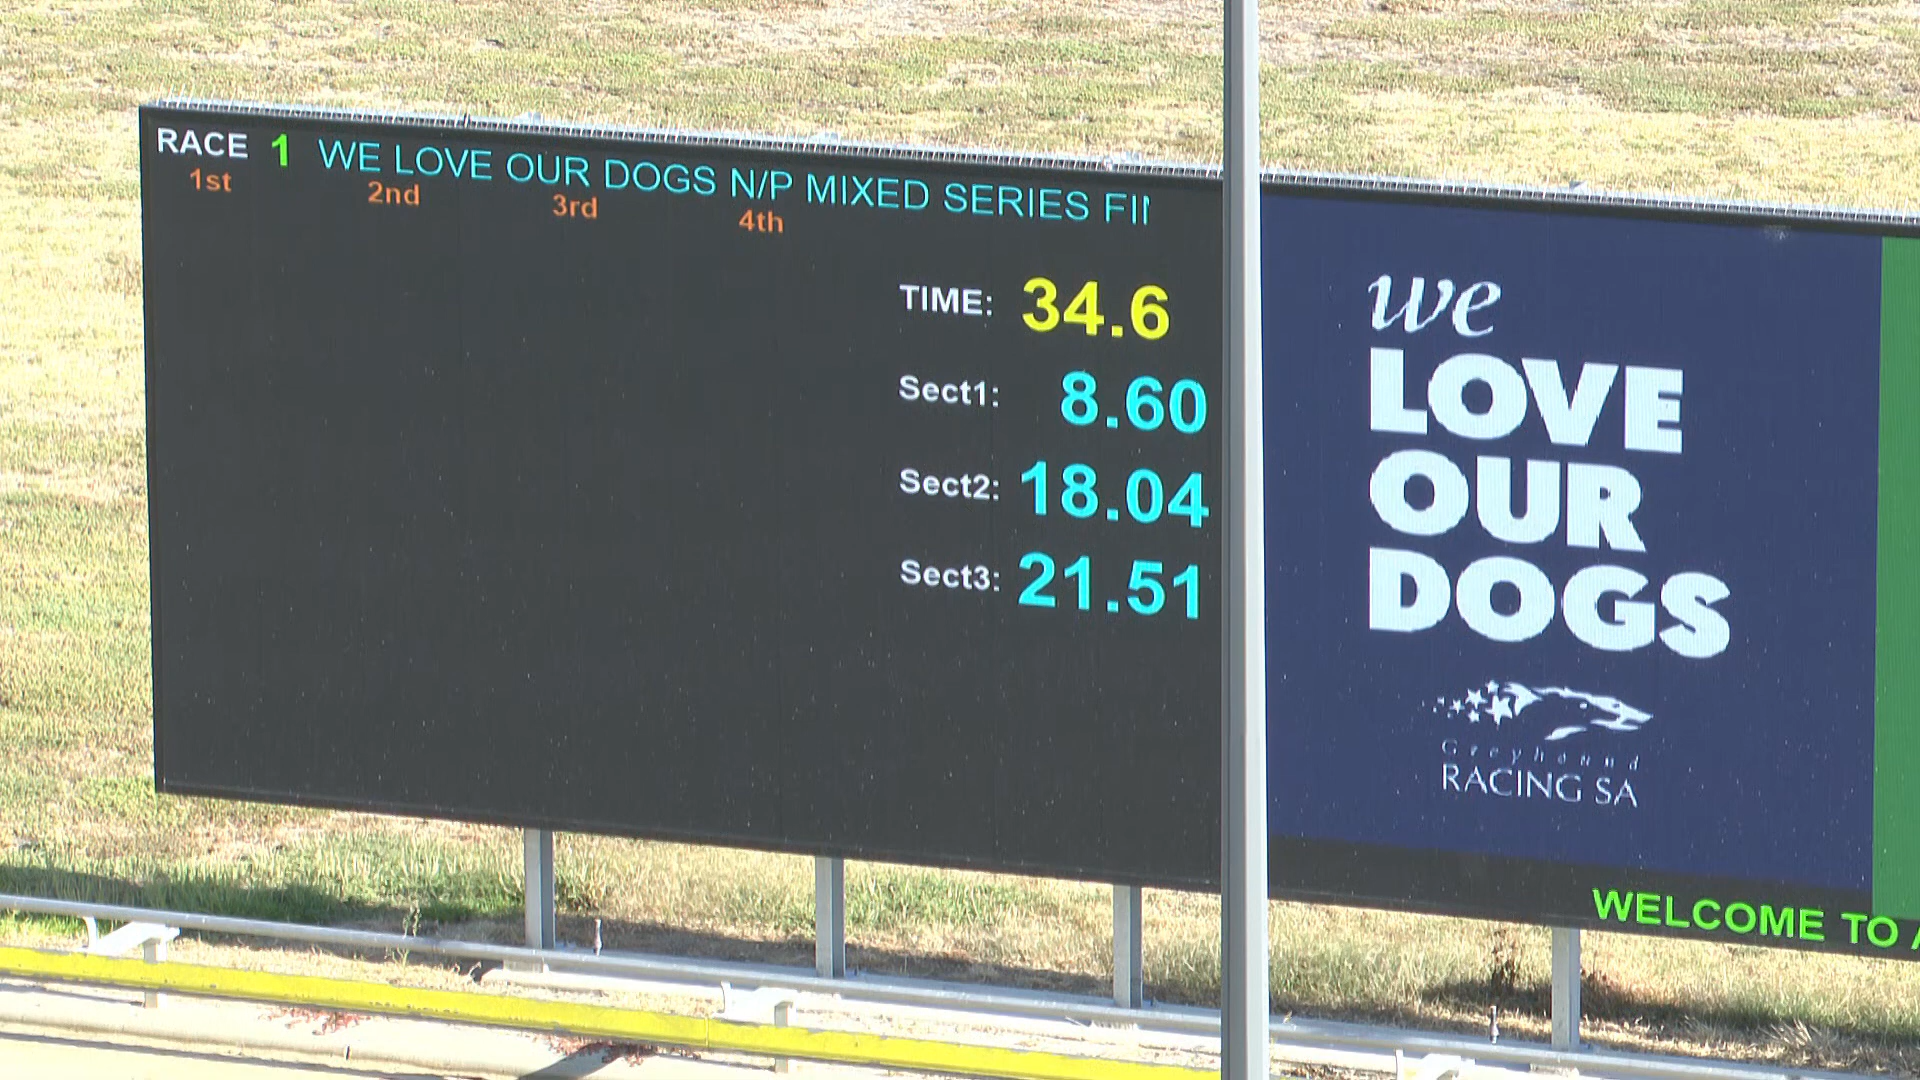 RACE 1 WE LOVE OUR DOGS N/P MIXED SERIES
1st 2nd 3rd 4th
TIME: 34.6
Sect1: 8.60
Sect2: 18.04
Sect3: 21.51
we
LOVE
OUR
DOGS
Greyhound
RACING SA
WELCOME TO